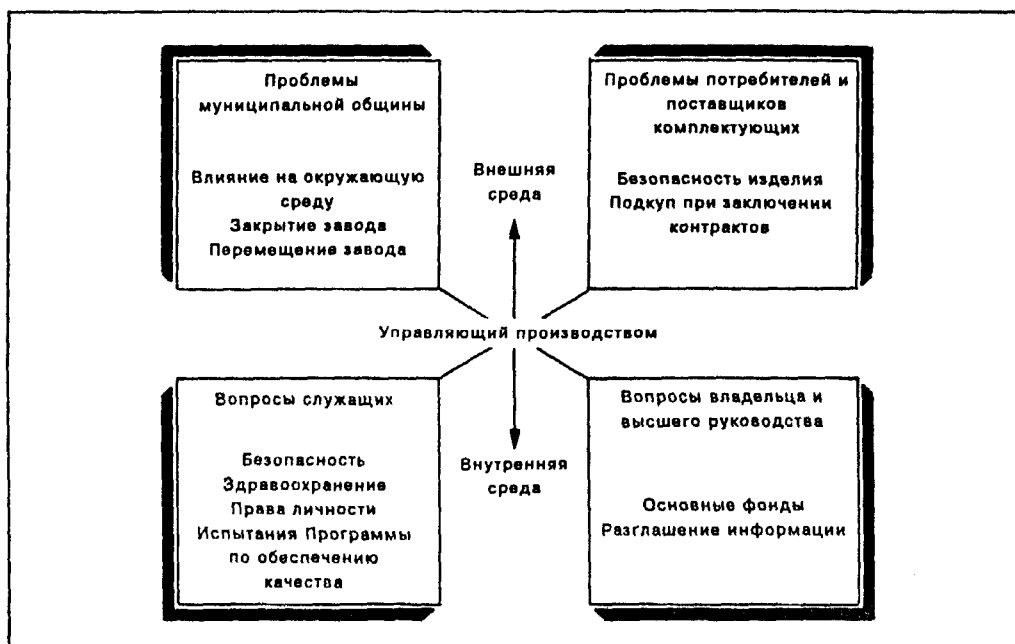 Проблемы
муниципальной общины
Влияние на окружающую
среду
Закрытие завода
Перемещение завода
Внешняя
среда
Проблемы потребителей и
поставщиков
комплектующих
Безопасность изделия
Подкуп при заключении
контрактов
Управляющий производством
Вопросы служащих
Безопасность
Здравоохранение
Права личности
Испытания Программы
по обеспечению
качества
Внутренняя
среда
Вопросы владельца и
высшего руководства
Основные фонды
Разглашение информации